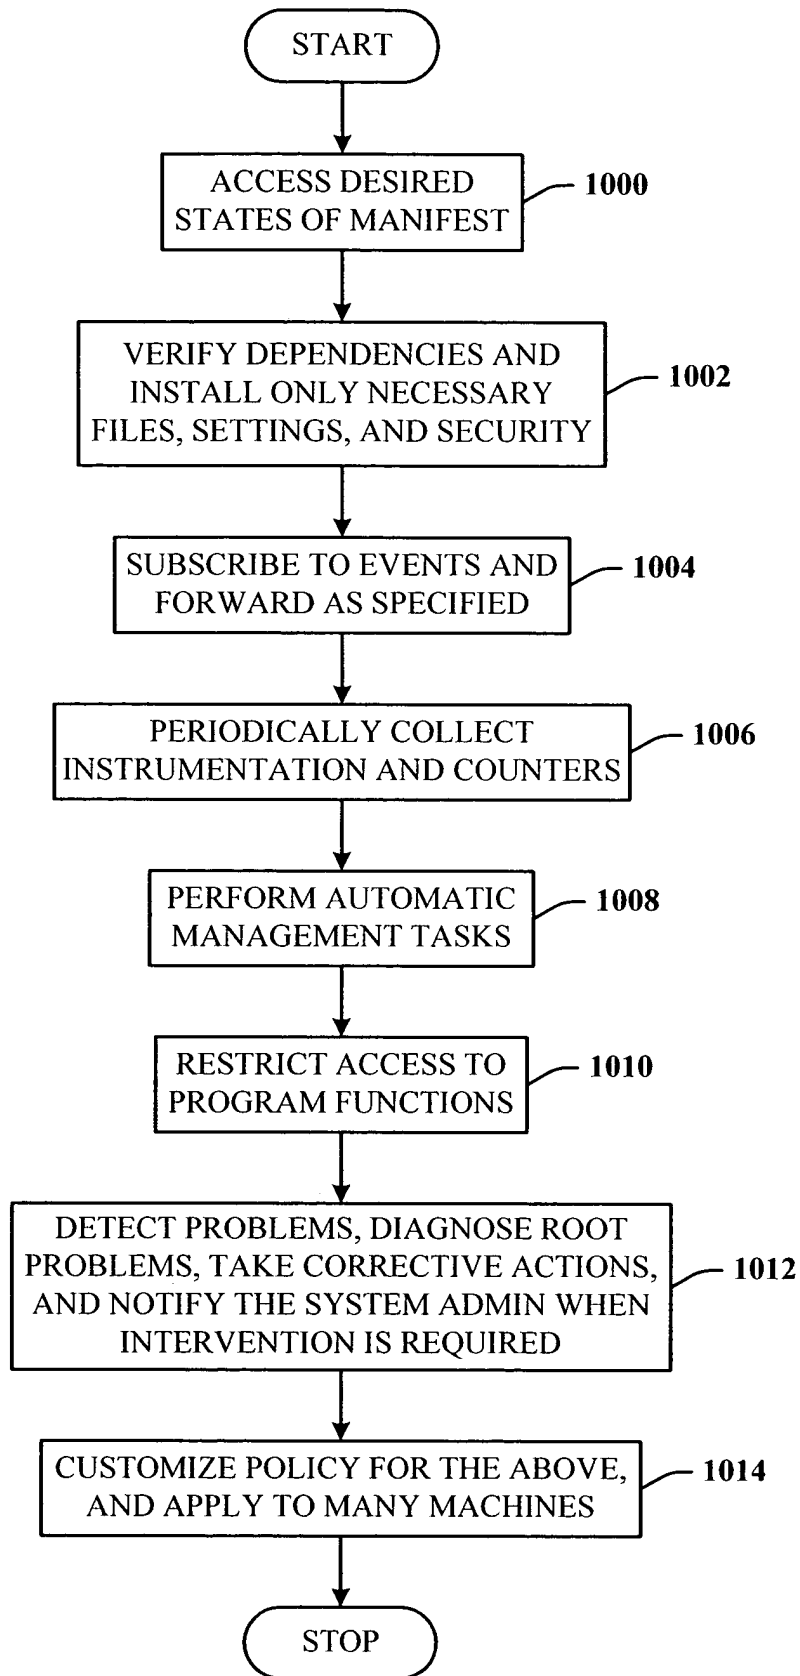 START
ACCESS DESIRED
STATES OF MANIFEST
1000
VERIFY DEPENDENCIES AND
INSTALL ONLY NECESSARY
FILES, SETTINGS, AND SECURITY
1002
SUBSCRIBE TO EVENTS AND
FORWARD AS SPECIFIED
1004
PERIODICALLY COLLECT
INSTRUMENTATION AND COUNTERS
1006
PERFORM AUTOMATIC
MANAGEMENT TASKS
1008
RESTRICT ACCESS TO
PROGRAM FUNCTIONS
1010
DETECT PROBLEMS, DIAGNOSE ROOT
PROBLEMS, TAKE CORRECTIVE ACTIONS,
AND NOTIFY THE SYSTEM ADMIN WHEN
INTERVENTION IS REQUIRED
1012
CUSTOMIZE POLICY FOR THE ABOVE,
AND APPLY TO MANY MACHINES
1014
STOP